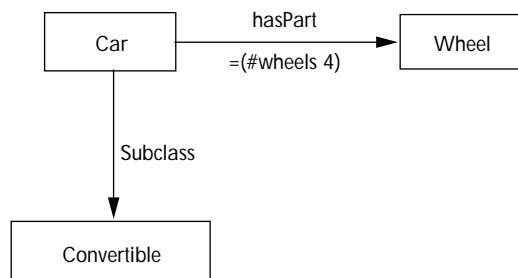 hasPart
Car
Wheel
=(#wheels 4)
Subclass
Convertible